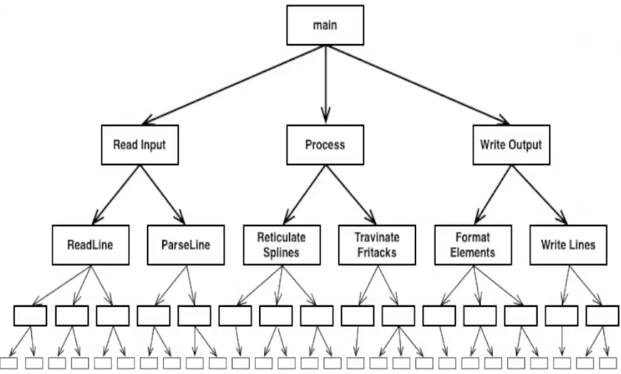 main
Read Input
Process
Write Output
ReadLine
ParseLine
Reticulate
Splines
Travinate
Fritacks
Format
Elements
Write Lines